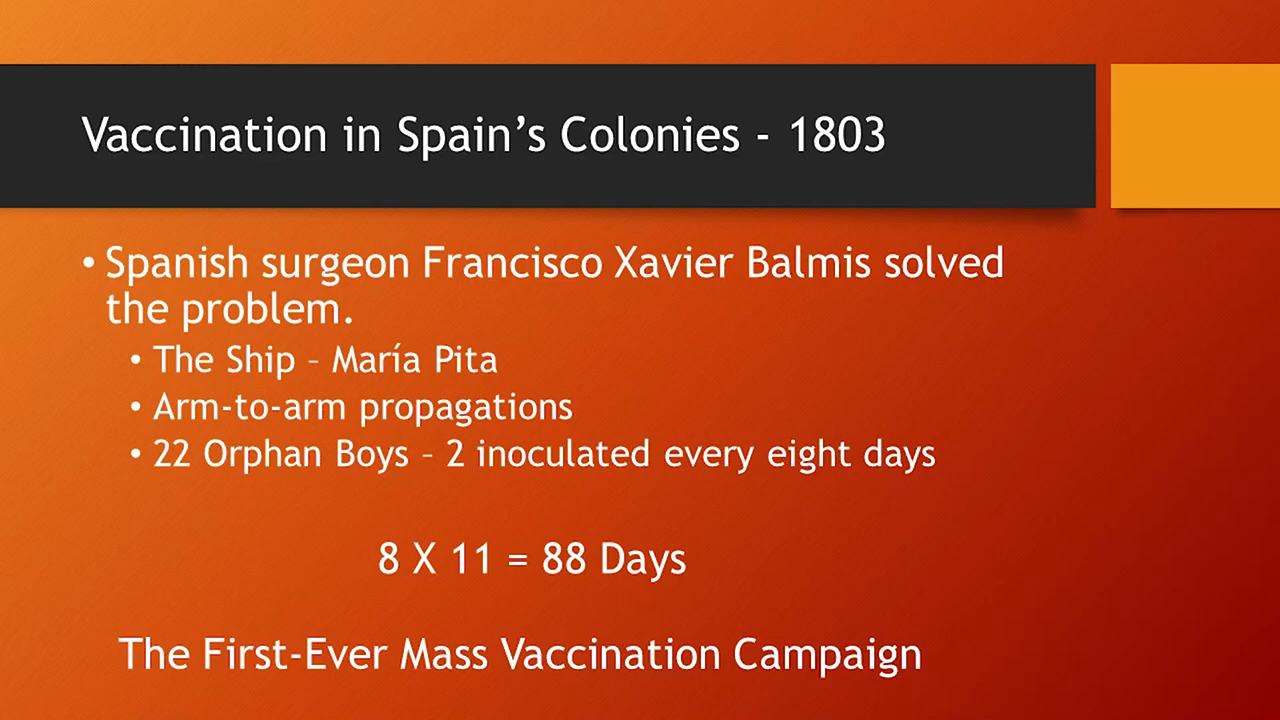 Vaccination in Spain’s Colonies - 1803
• Spanish surgeon Francisco Xavier Balmis solved
the problem.
• The Ship – María Pita
• Arm-to-arm propagations
• 22 Orphan Boys – 2 inoculated every eight days
8 X 11 = 88 Days
The First-Ever Mass Vaccination Campaign